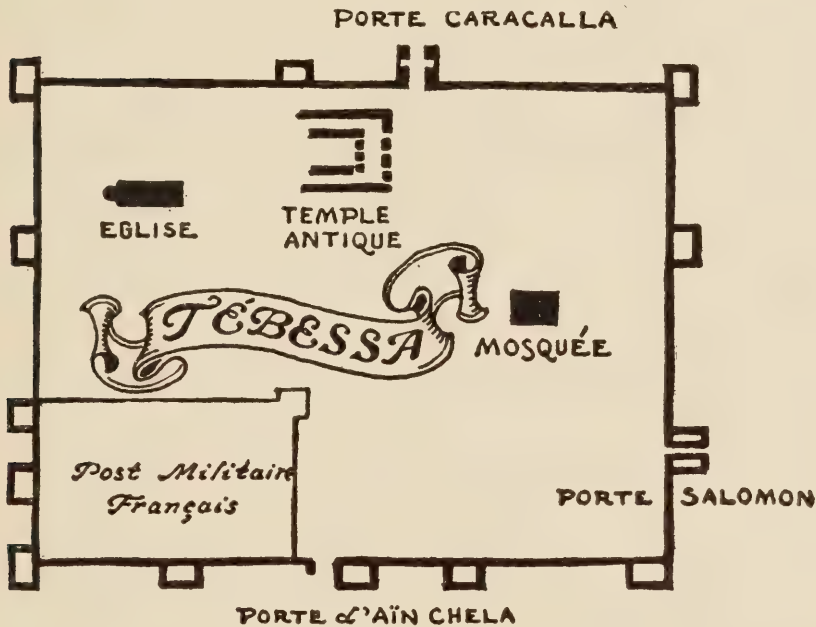 PORTE CARACALLA
EGLISE
TEMPLE
ANTIQUE
TÉBESSA
MOSQUÉE
Post Militaire
Français
PORTE SALOMON
PORTE d'AÏN CHELA